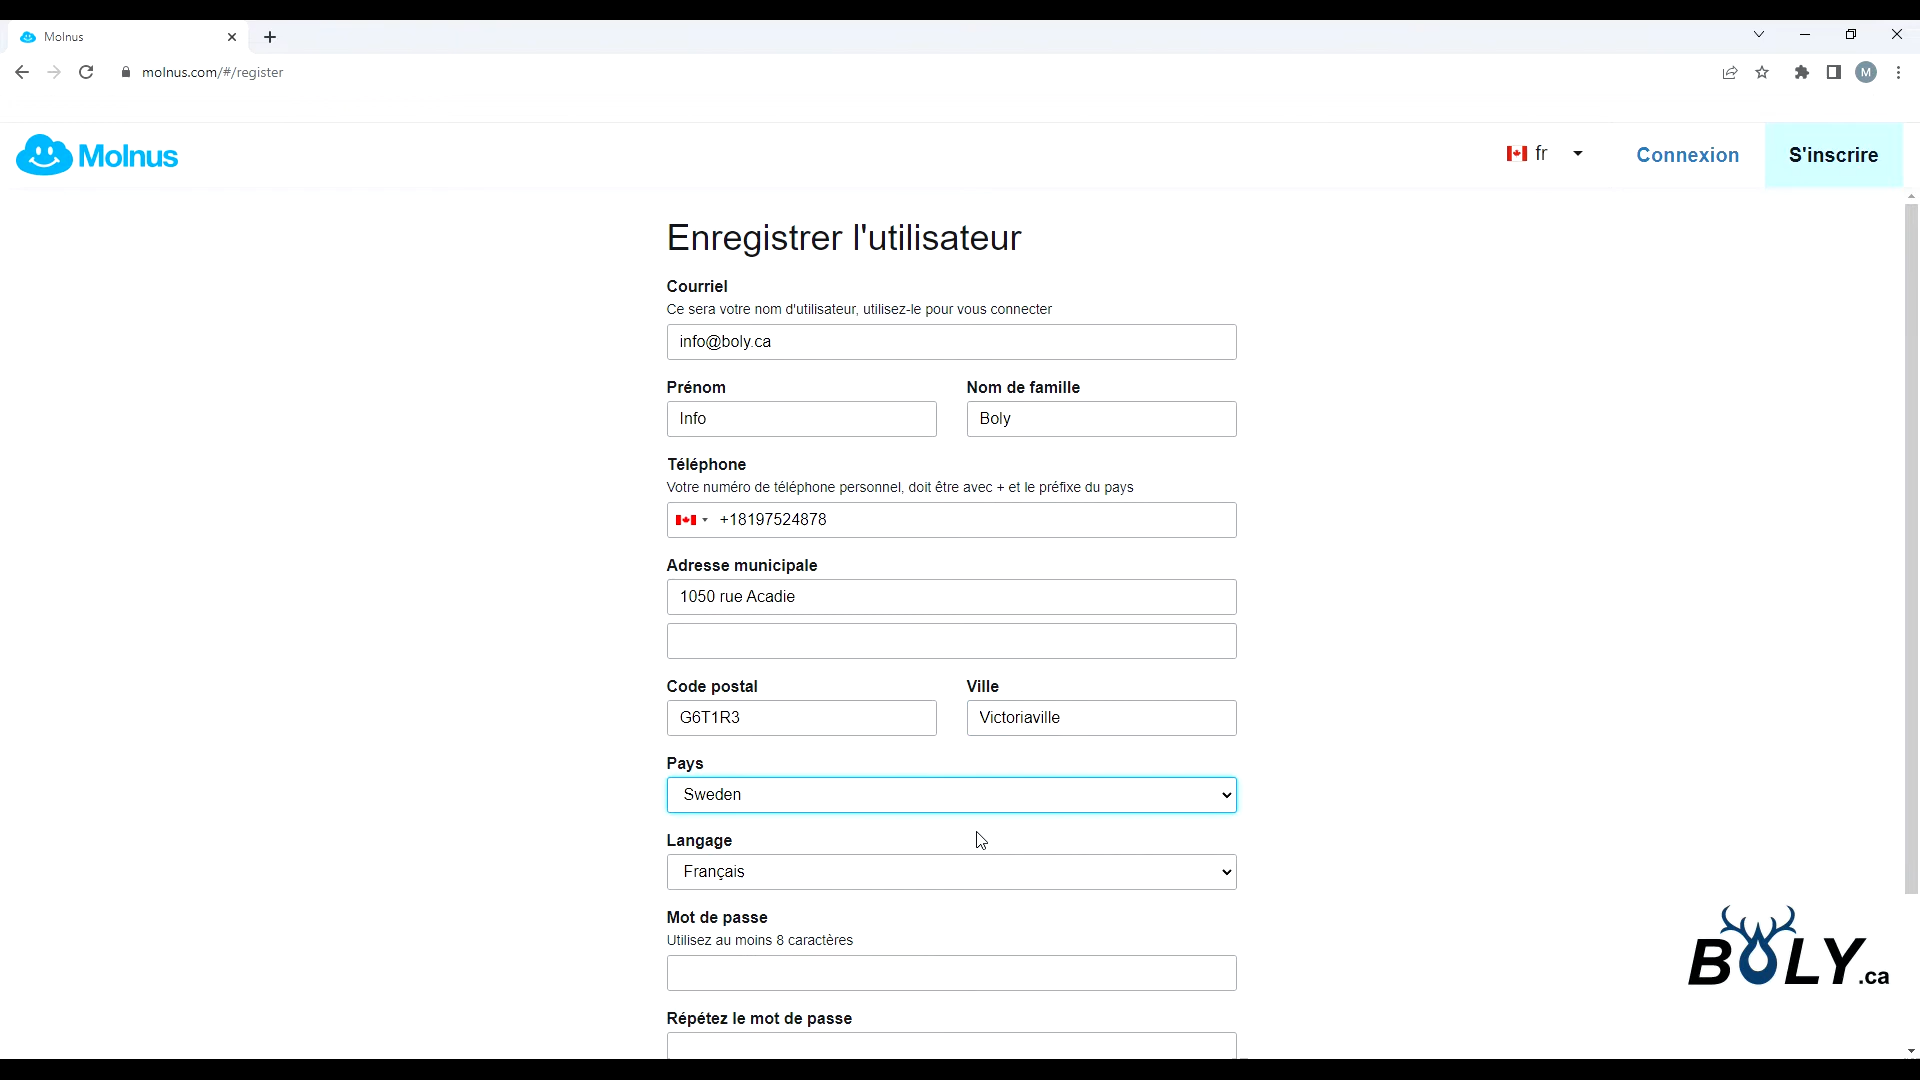 Molnus
molnus.com/#/register
M
Molnus
fr
Connexion
S'inscrire
Enregistrer l'utilisateur
Courriel
Ce sera votre nom d'utilisateur, utilisez-le pour vous connecter
info@boly.ca
Prénom
Nom de famille
Info
Boly
Téléphone
Votre numéro de téléphone personnel, doit être avec + et le préfixe du pays
+18197524878
Adresse municipale
1050 rue Acadie
Code postal
Ville
G6T1R3
Victoriaville
Pays
Sweden
Langage
Français
Mot de passe
Utilisez au moins 8 caractères
Répétez le mot de passe
BOLY.ca